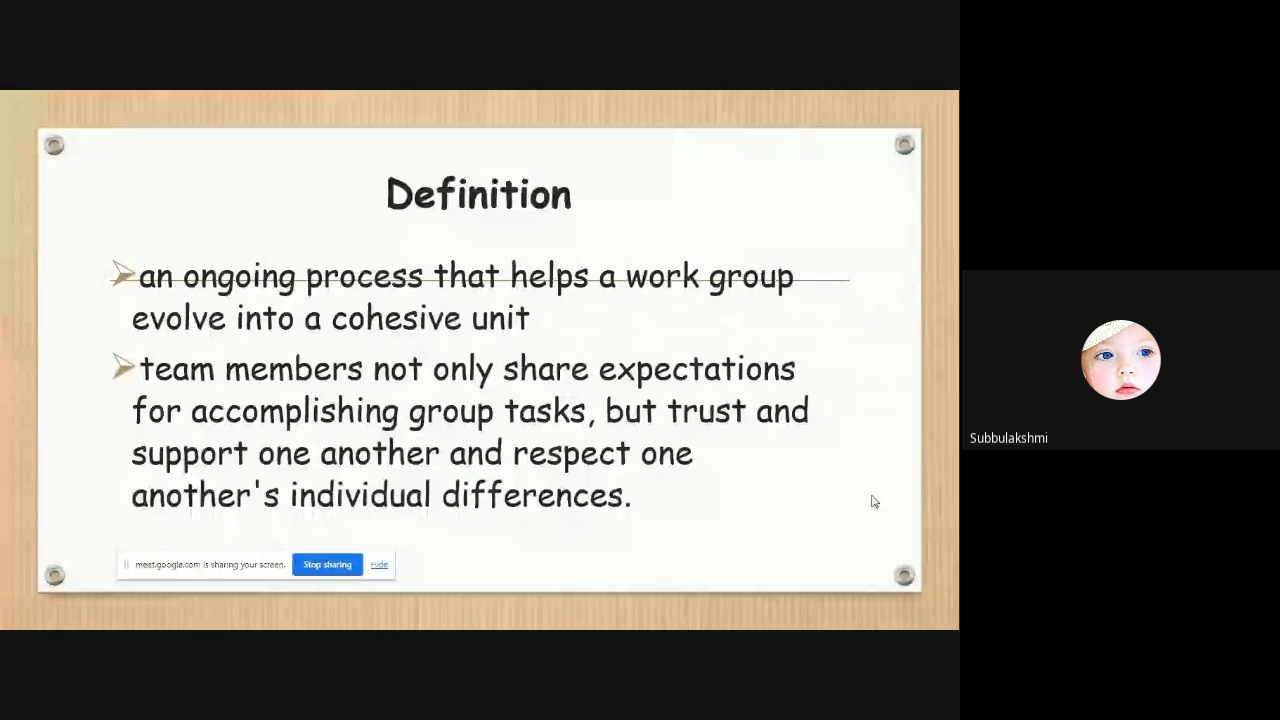 Definition
an ongoing process that helps a work group
evolve into a cohesive unit
team members not only share expectations
for accomplishing group tasks, but trust and
support one another and respect one
another's individual differences.
meet.google.com is sharing your screen. Stop sharing Hide
Subbulakshmi